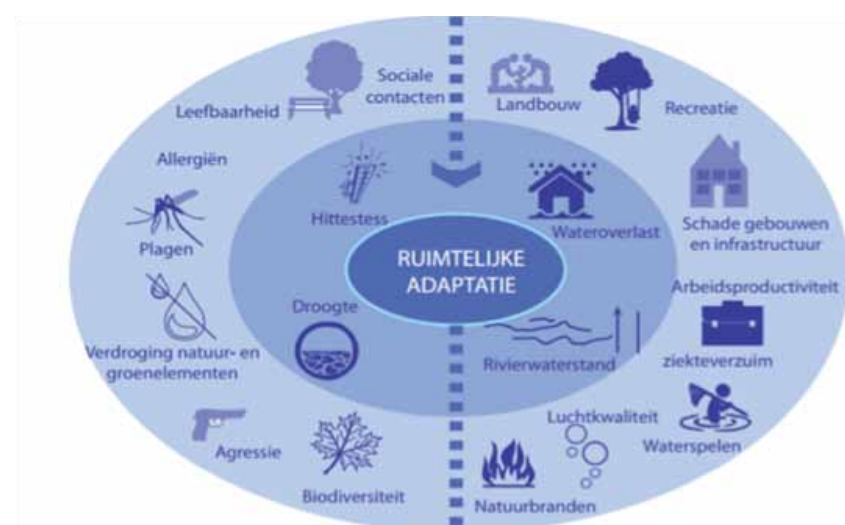 Sociale
contacten
Leefbaarheid
Landbouw
Recreatie
Allergiën
Hittestess
Plagen
Wateroverlast
Schade gebouwen
en infrastructuur
RUIMTELIJKE
ADAPTATIE
Arbeidsproductiviteit
Droogte
Verdroging natuur- en
groenelementen
Rivierwaterstand
ziekteverzuim
Luchtkwaliteit
Waterspelen
Agressie
Biodiversiteit
Natuurbranden